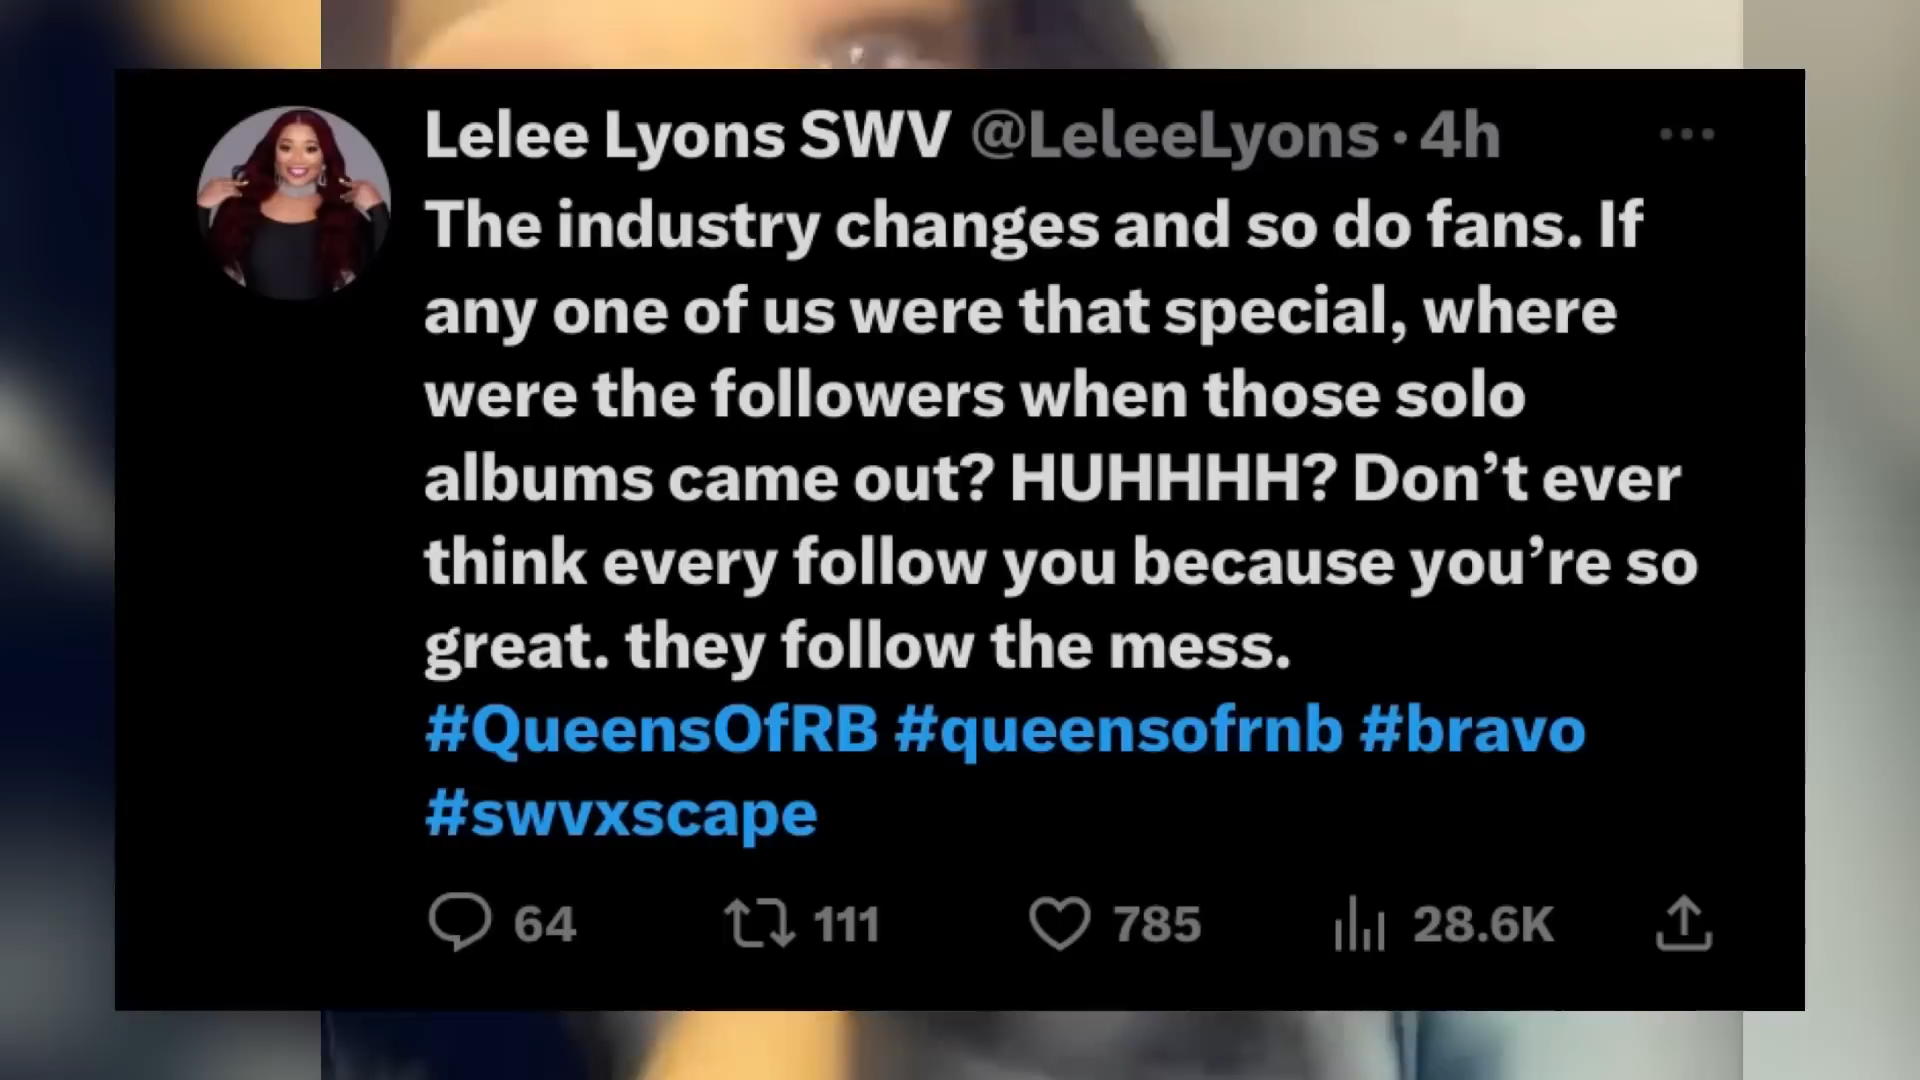 Lelee Lyons SWV @LeleeLyons · 4h
The industry changes and so do fans. If
any one of us were that special, where
were the followers when those solo
albums came out? HUHHHH? Don’t ever
think every follow you because you’re so
great. they follow the mess.
#QueensOfRB #queensofrnb #bravo
#swvxscape
64 111 785 28.6K